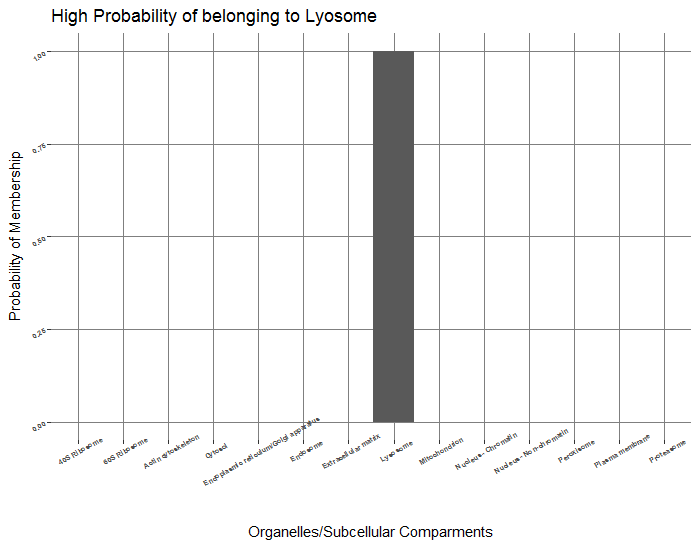 High Probability of belonging to Lyosome
Probability of Membership
1.00
0.75
0.50
0.25
0.00
40S Ribosome
60S Ribosome
Actin cytoskeleton
Cytosol
Endoplasmic reticulum/Golgi apparatus
Endosome
Extracellular matrix
Lysosome
Mitochondrion
Nucleus - Chromatin
Nucleus - Non-chromatin
Peroxisome
Plasma membrane
Proteasome
Organelles/Subcellular Comparments